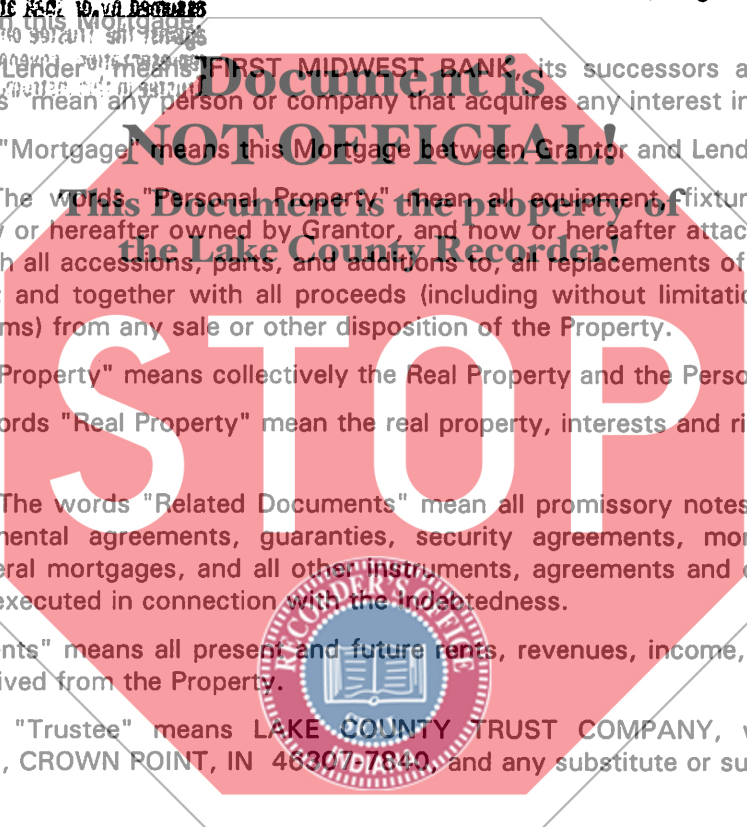 n this Mortgage.
Lender" means FIRST MIDWEST BANK, its successors a
s" mean any person or company that acquires any interest in
"Mortgage" means this Mortgage between Grantor and Lend
The words "Personal Property" mean all equipment, fixtur
y or hereafter owned by Grantor, and now or hereafter attac
h all accessions, parts, and additions to, all replacements of
; and together with all proceeds (including without limitatio
ms) from any sale or other disposition of the Property.
Property" means collectively the Real Property and the Perso
ords "Real Property" mean the real property, interests and ri
The words "Related Documents" mean all promissory notes
mental agreements, guaranties, security agreements, mor
eral mortgages, and all other instruments, agreements and
executed in connection with the Indebtedness.
nts" means all present and future rents, revenues, income,
ived from the Property.
"Trustee" means LAKE COUNTY TRUST COMPANY, w
, CROWN POINT, IN 46307-7840, and any substitute or su
Document is
NOT OFFICIAL!
This Document is the property of
the Lake County Recorder!
STOP
RECORDER'S OFFICE